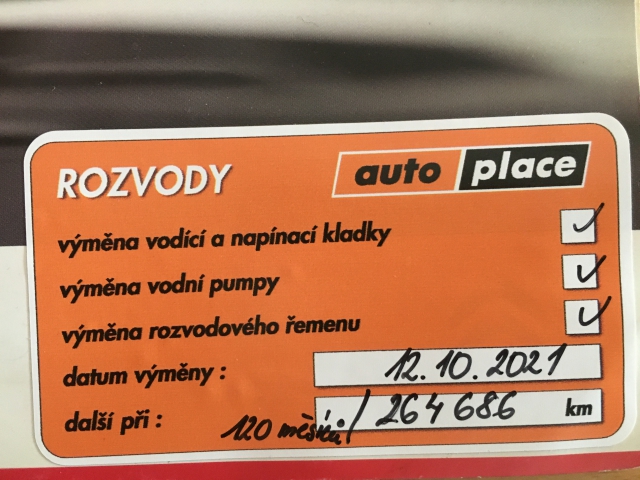 ROZVODY
auto place
výměna vodící a napínací kladky ✓
výměna vodní pumpy ✓
výměna rozvodového řemenu ✓
datum výměny : 12.10.2021
další při : 120 měsíců / 264 686 km